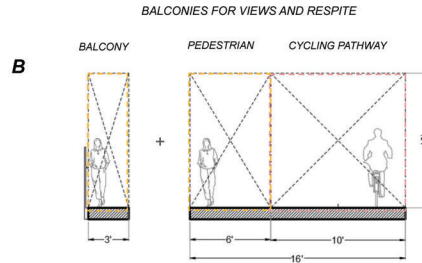 BALCONIES FOR VIEWS AND RESPITE
BALCONY PEDESTRIAN CYCLING PATHWAY
B
+
3' 6' 10'
16'